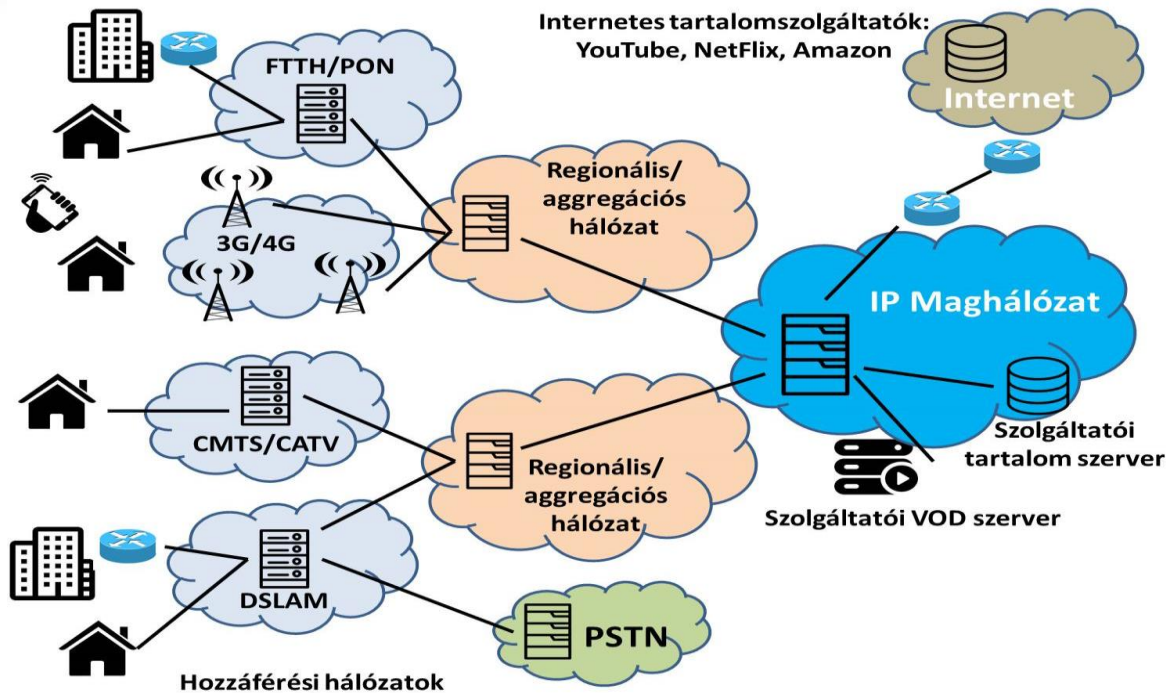 Internetes tartalomszolgáltatók:
YouTube, NetFlix, Amazon
FTTH/PON
Internet
Regionális/
aggregációs
hálózat
3G/4G
IP Maghálózat
CMTS/CATV
Regionális/
aggregációs
hálózat
Szolgáltatói
tartalom szerver
Szolgáltatói VOD szerver
DSLAM
PSTN
Hozzáférési hálózatok